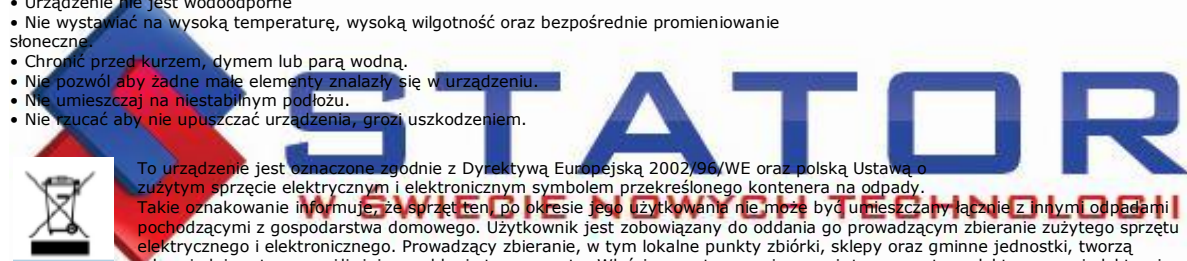 • Urządzenie nie jest wodoodporne
• Nie wystawiać na wysoką temperaturę, wysoką wilgotność oraz bezpośrednie promieniowanie
słoneczne.
• Chronić przed kurzem, dymem lub parą wodną.
• Nie pozwól aby żadne małe elementy znalazły się w urządzeniu.
• Nie umieszczaj na niestabilnym podłożu.
• Nie rzucać aby nie upuszczać urządzenia, grozi uszkodzeniem.
STATOR
W ŚWIECIE NOWYCH TECHNOLOGII
To urządzenie jest oznaczone zgodnie z Dyrektywą Europejską 2002/96/WE oraz polską Ustawą o
zużytym sprzęcie elektrycznym i elektronicznym symbolem przekreślonego kontenera na odpady.
Takie oznakowanie informuje, że sprzęt ten, po okresie jego użytkowania nie może być umieszczany łącznie z innymi odpadami
pochodzącymi z gospodarstwa domowego. Użytkownik jest zobowiązany do oddania go prowadzącym zbieranie zużytego sprzętu
elektrycznego i elektronicznego. Prowadzący zbieranie, w tym lokalne punkty zbiórki, sklepy oraz gminne jednostki, tworzą